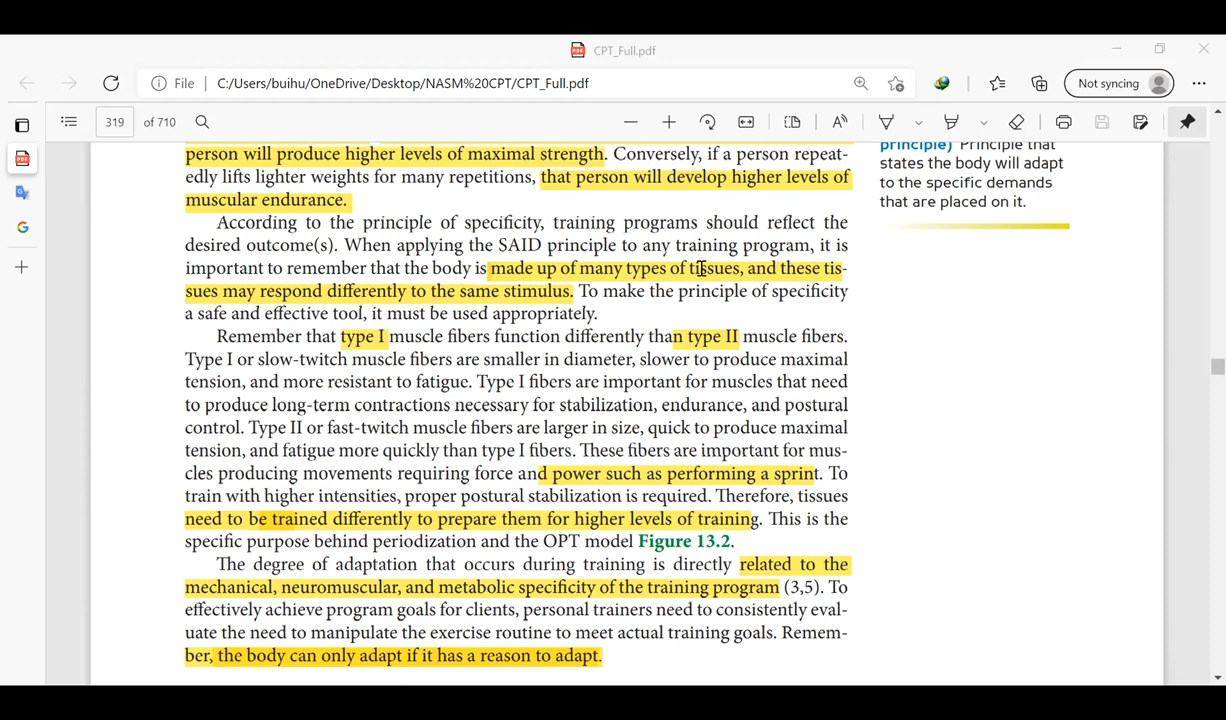 CPT_Full.pdf
File | C:/Users/buihu/OneDrive/Desktop/NASM%20CPT/CPT_Full.pdf
Not syncing
319 of 710
person will produce higher levels of maximal strength. Conversely, if a person repeat-
edly lifts lighter weights for many repetitions, that person will develop higher levels of
muscular endurance.
According to the principle of specificity, training programs should reflect the
desired outcome(s). When applying the SAID principle to any training program, it is
important to remember that the body is made up of many types of tissues, and these tis-
sues may respond differently to the same stimulus. To make the principle of specificity
a safe and effective tool, it must be used appropriately.
Remember that type I muscle fibers function differently than type II muscle fibers.
Type I or slow-twitch muscle fibers are smaller in diameter, slower to produce maximal
tension, and more resistant to fatigue. Type I fibers are important for muscles that need
to produce long-term contractions necessary for stabilization, endurance, and postural
control. Type II or fast-twitch muscle fibers are larger in size, quick to produce maximal
tension, and fatigue more quickly than type I fibers. These fibers are important for mus-
cles producing movements requiring force and power such as performing a sprint. To
train with higher intensities, proper postural stabilization is required. Therefore, tissues
need to be trained differently to prepare them for higher levels of training. This is the
specific purpose behind periodization and the OPT model Figure 13.2.
The degree of adaptation that occurs during training is directly related to the
mechanical, neuromuscular, and metabolic specificity of the training program (3,5). To
effectively achieve program goals for clients, personal trainers need to consistently eval-
uate the need to manipulate the exercise routine to meet actual training goals. Remem-
ber, the body can only adapt if it has a reason to adapt.
principle) Principle that
states the body will adapt
to the specific demands
that are placed on it.